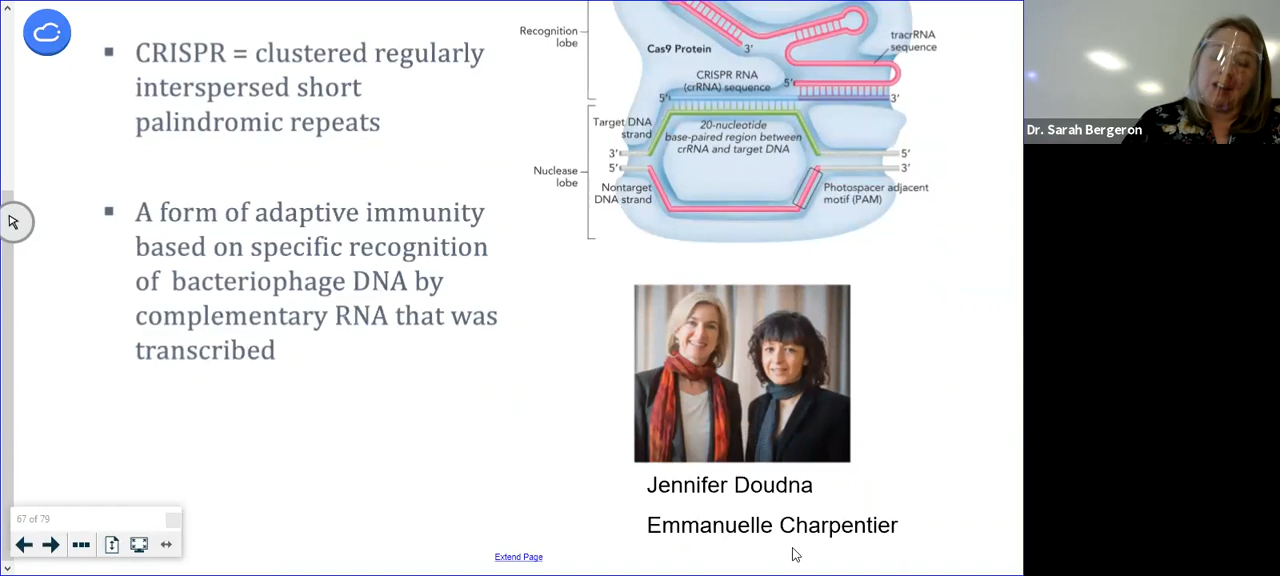 CRISPR = clustered regularly
interspersed short
palindromic repeats
A form of adaptive immunity
based on specific recognition
of bacteriophage DNA by
complementary RNA that was
transcribed
Recognition
lobe
Cas9 Protein
3'
tracrRNA
sequence
CRISPR RNA
(crRNA) sequence
5'
5'
3'
Target DNA
strand
20-nucleotide
base-paired region between
crRNA and target DNA
3'
5'
5'
3'
Nuclease
lobe
Nontarget
DNA strand
Photospacer adjacent
motif (PAM)
Jennifer Doudna
Emmanuelle Charpentier
Dr. Sarah Bergeron
67 of 79
Extend Page